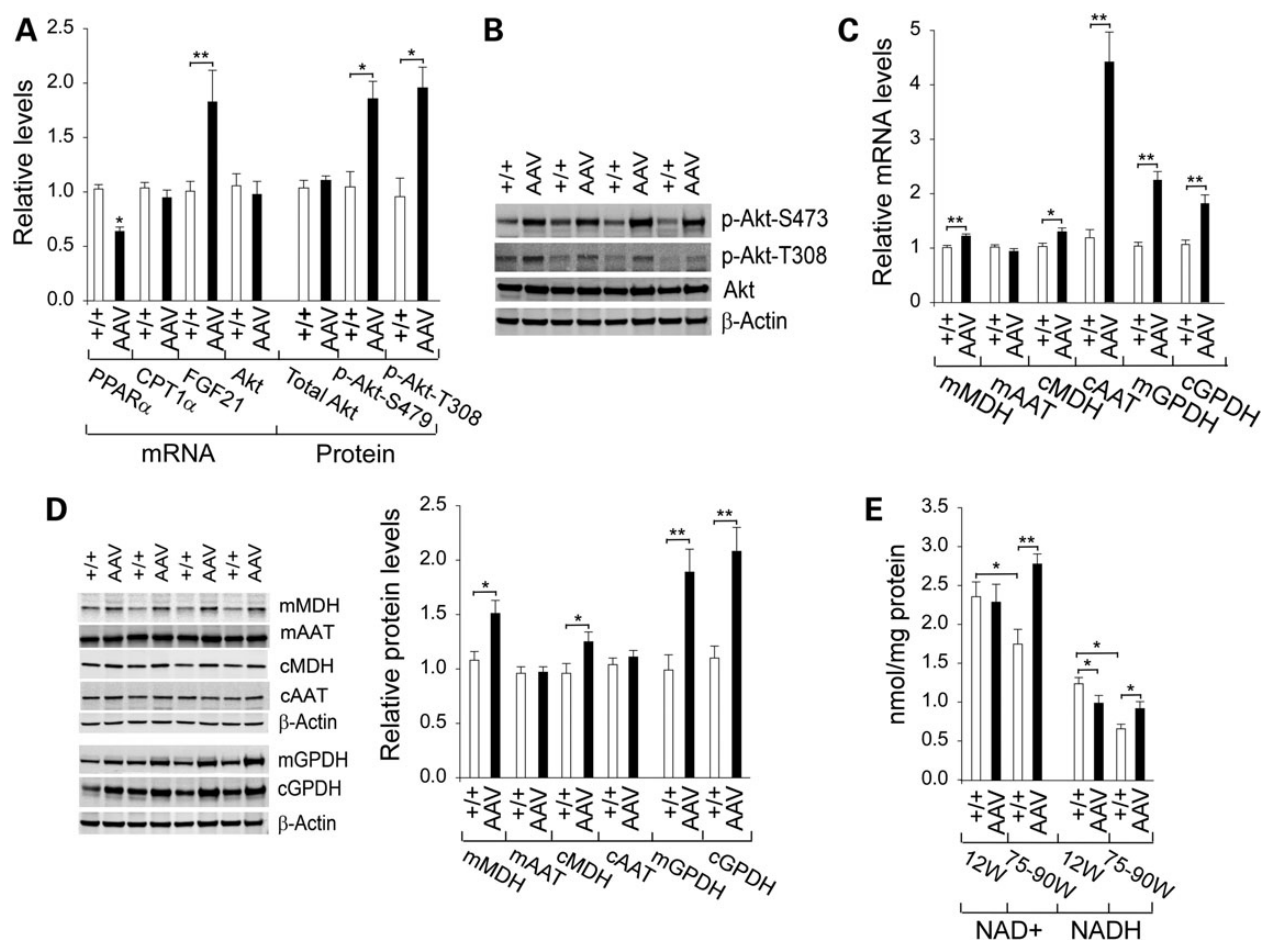 A
2.5
2.0
1.5
1.0
0.5
0.0
Relative levels
**
*
*
*
+/+ AAV +/+ AAV +/+ AAV +/+ AAV +/+ AAV +/+ AAV +/+ AAV
PPARα CPT1α FGF21 Akt Total Akt p-Akt-S479 p-Akt-T308
mRNA Protein
B
+/+ AAV +/+ AAV +/+ AAV +/+ AAV
p-Akt-S473
p-Akt-T308
Akt
β-Actin
C
5
4
3
2
1
0
Relative mRNA levels
** * ** ** **
+/+ AAV +/+ AAV +/+ AAV +/+ AAV +/+ AAV +/+ AAV
mMDH mAAT cMDH cAAT mGPDH cGPDH
D
+/+ AAV +/+ AAV +/+ AAV +/+ AAV
mMDH
mAAT
cMDH
cAAT
β-Actin
mGPDH
cGPDH
β-Actin
2.5
2.0
1.5
1.0
0.5
0.0
Relative protein levels
* * ** **
+/+ AAV +/+ AAV +/+ AAV +/+ AAV +/+ AAV +/+ AAV
mMDH mAAT cMDH cAAT mGPDH cGPDH
E
3.5
3.0
2.5
2.0
1.5
1.0
0.5
0.0
nmol/mg protein
* ** * * *
+/+ AAV +/+ AAV +/+ AAV +/+ AAV
12W 75-90W 12W 75-90W
NAD+ NADH